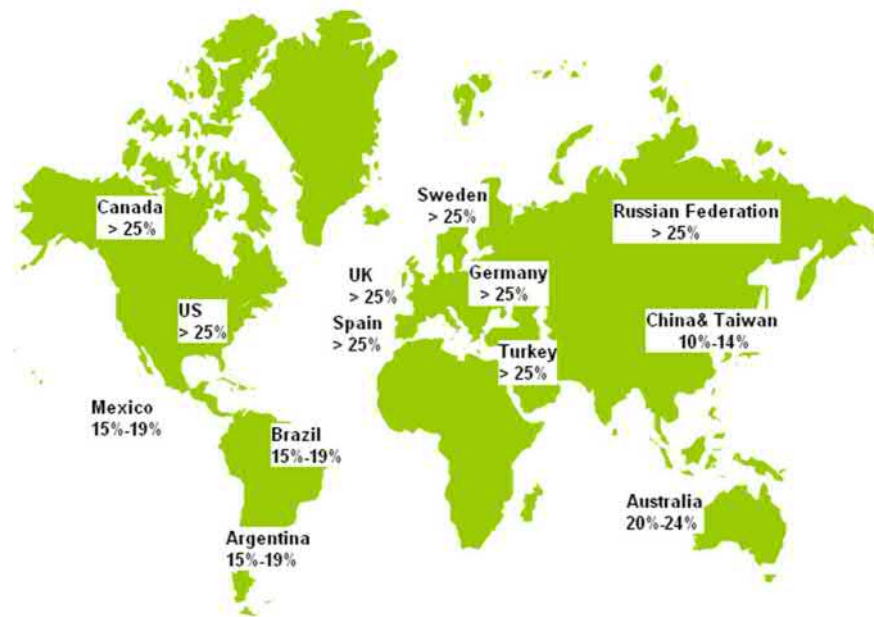 Canada
> 25%
Sweden
> 25%
Russian Federation
> 25%
UK
> 25%
Germany
> 25%
US
> 25%
Spain
> 25%
China& Taiwan
10%-14%
Turkey
> 25%
Mexico
15%-19%
Brazil
15%-19%
Australia
20%-24%
Argentina
15%-19%